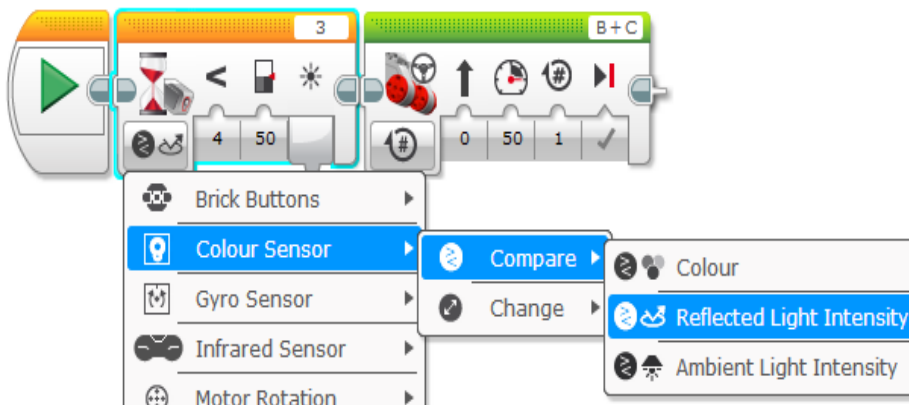 3
B + C
< 4 50
# 0 50 1
#
Brick Buttons
Colour Sensor
Gyro Sensor
Infrared Sensor
Motor Rotation
Compare
Change
Colour
Reflected Light Intensity
Ambient Light Intensity